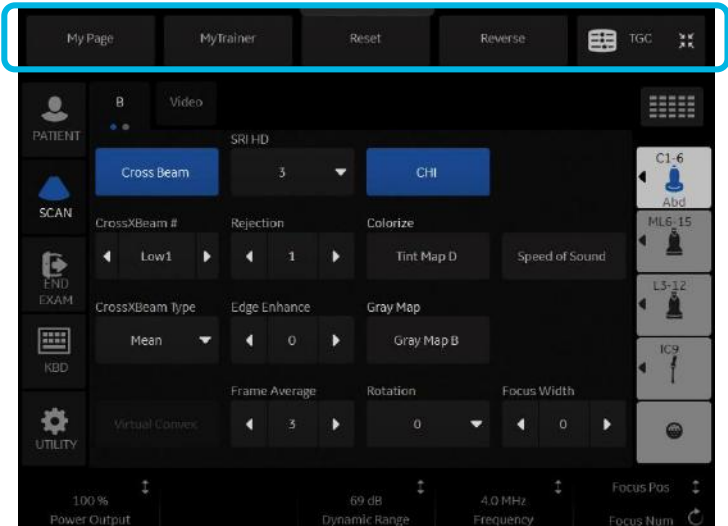 My Page MyTrainer Reset Reverse TGC
B Video
PATIENT
SRI HD
Cross Beam 3 CHI
C1-6
Abd
SCAN
CrossXBeam # Rejection Colorize
ML6-15
Low1 1 Tint Map D Speed of Sound
END
EXAM
L3-12
CrossXBeam Type Edge Enhance Gray Map
Mean 0 Gray Map B
KBD
IC9
Frame Average Rotation Focus Width
Virtual Convex 3 0 0
UTILITY
100 % 69 dB 4.0 MHz Focus Pos
Power Output Dynamic Range Frequency Focus Num